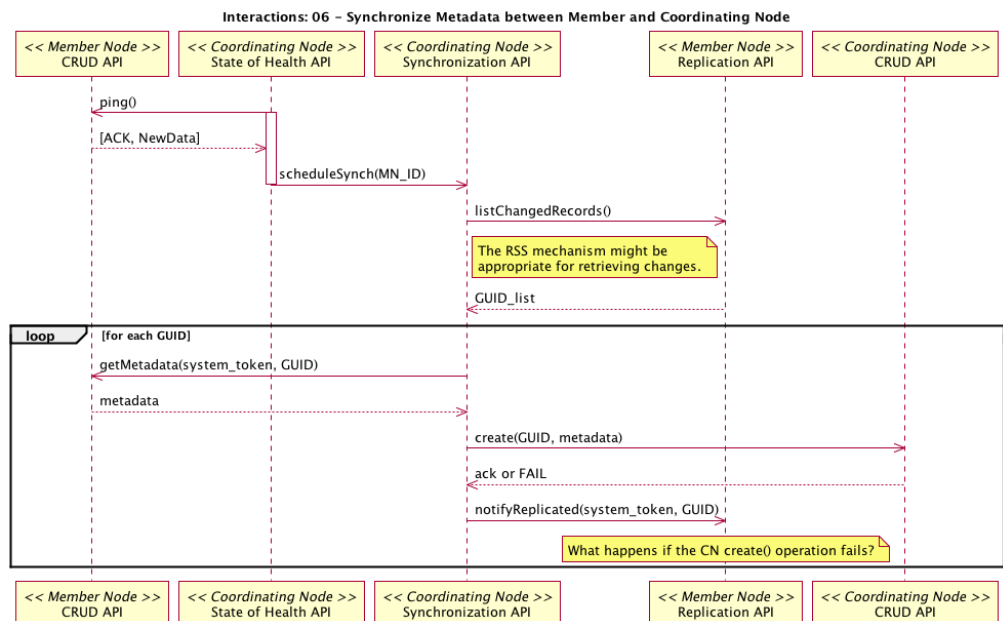 Interactions: 06 – Synchronize Metadata between Member and Coordinating Node
<< Member Node >>
CRUD API
<< Coordinating Node >>
State of Health API
<< Coordinating Node >>
Synchronization API
<< Member Node >>
Replication API
<< Coordinating Node >>
CRUD API
ping()
[ACK, NewData]
scheduleSynch(MN_ID)
listChangedRecords()
The RSS mechanism might be
appropriate for retrieving changes.
GUID_list
loop
[for each GUID]
getMetadata(system_token, GUID)
metadata
create(GUID, metadata)
ack or FAIL
notifyReplicated(system_token, GUID)
What happens if the CN create() operation fails?
<< Member Node >>
CRUD API
<< Coordinating Node >>
State of Health API
<< Coordinating Node >>
Synchronization API
<< Member Node >>
Replication API
<< Coordinating Node >>
CRUD API